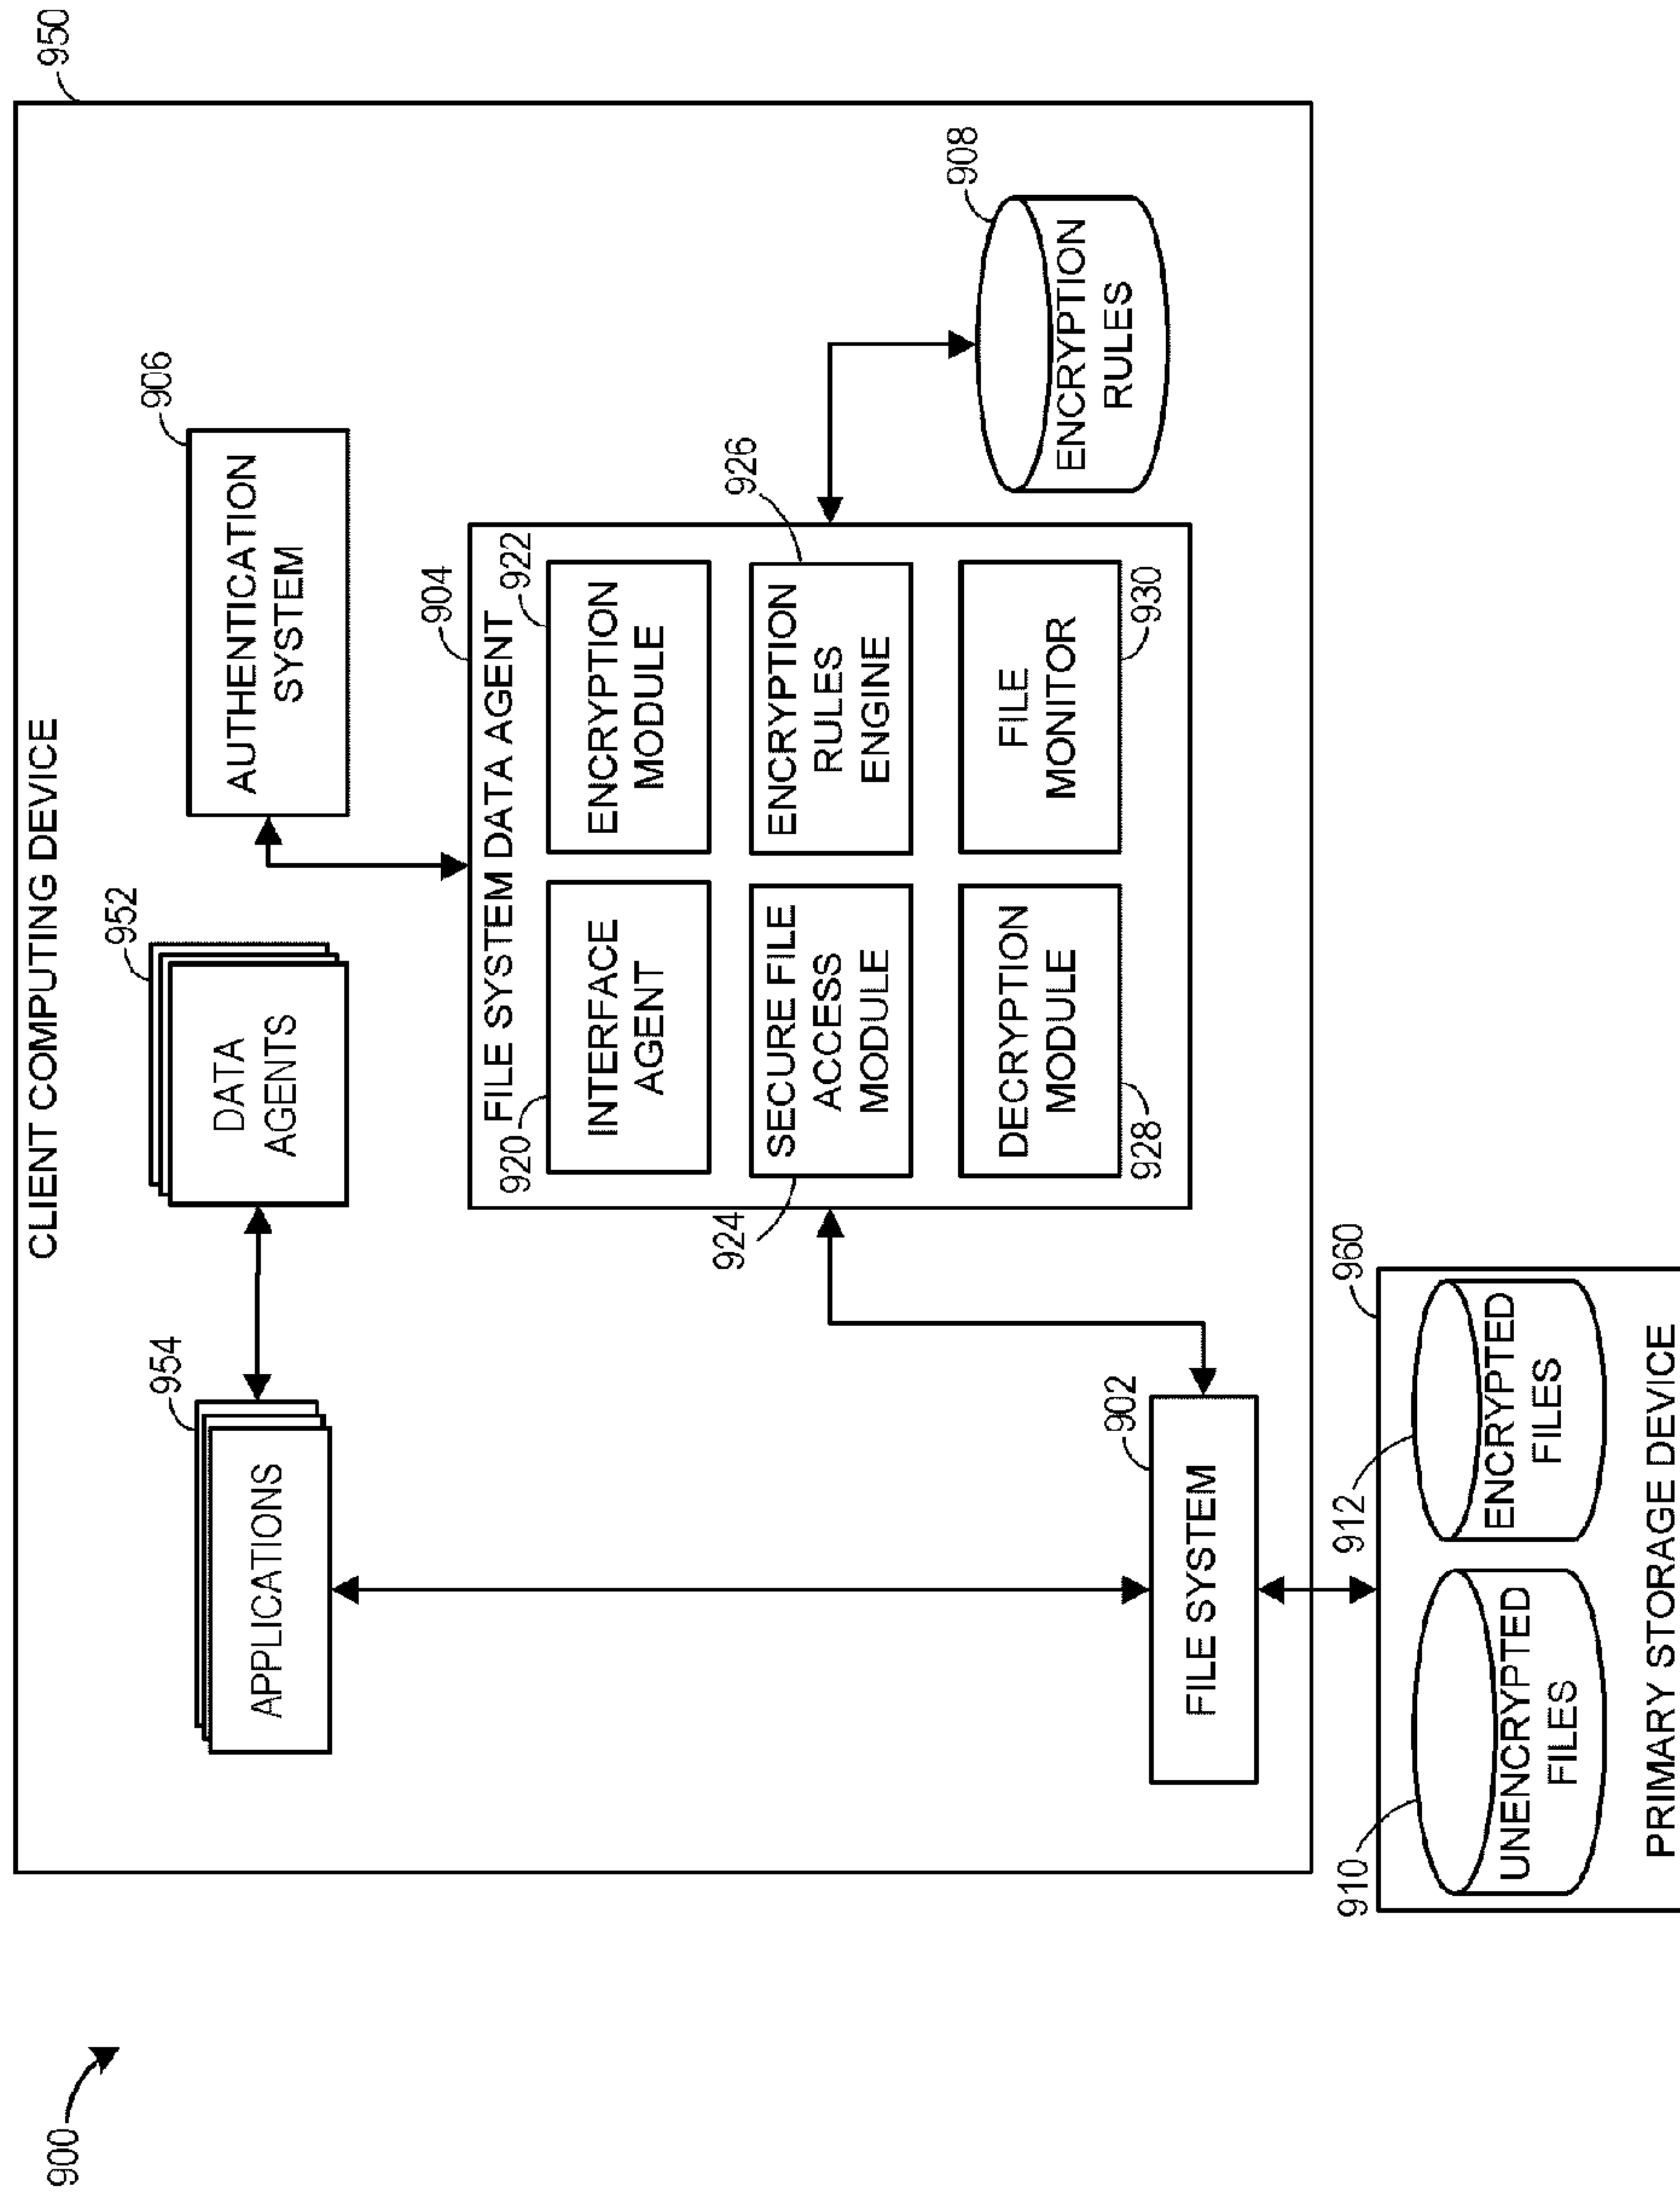 900
950
CLIENT COMPUTING DEVICE
954
APPLICATIONS
952
DATA
AGENTS
906
AUTHENTICATION
SYSTEM
904
FILE SYSTEM DATA AGENT
920
INTERFACE
AGENT
922
ENCRYPTION
MODULE
924
SECURE FILE
ACCESS
MODULE
926
ENCRYPTION
RULES
ENGINE
928
DECRYPTION
MODULE
930
FILE
MONITOR
908
ENCRYPTION
RULES
902
FILE SYSTEM
960
910
UNENCRYPTED
FILES
912
ENCRYPTED
FILES
PRIMARY STORAGE DEVICE